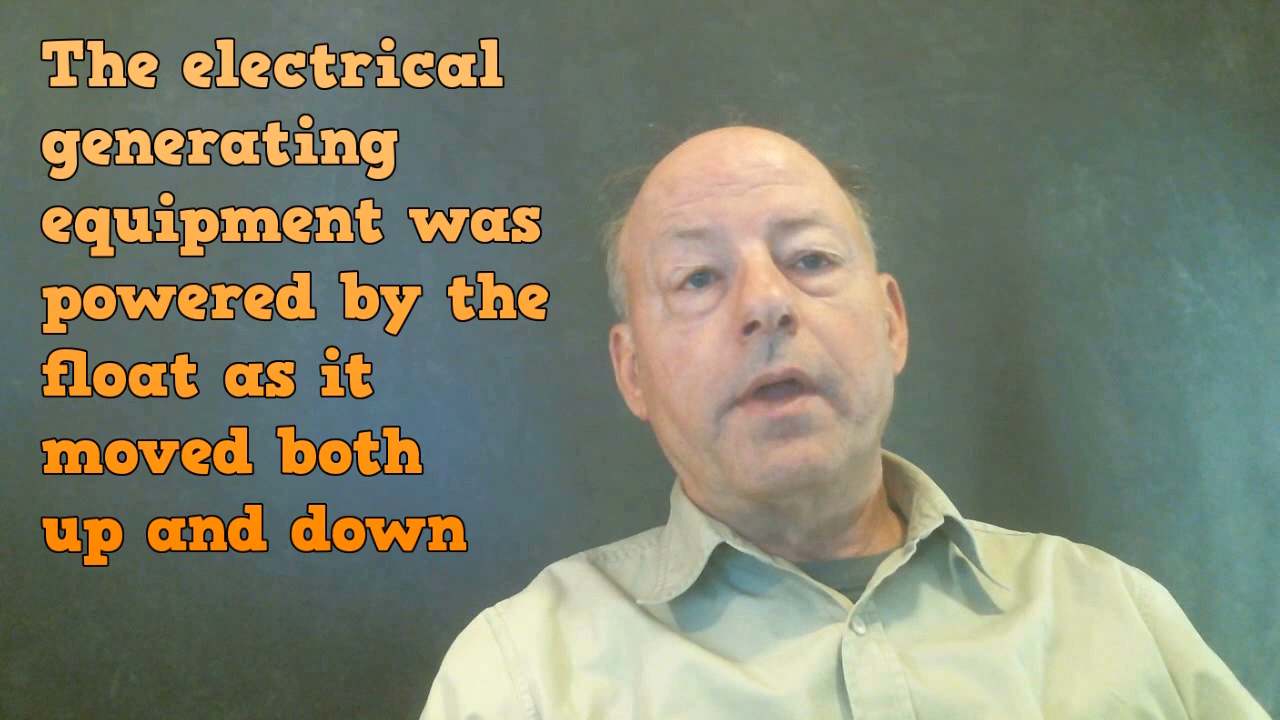 The electrical
generating
equipment was
powered by the
float as it
moved both
up and down